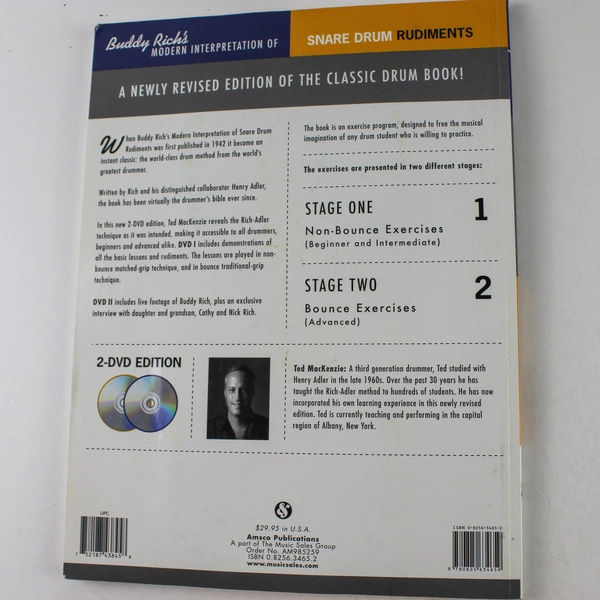 Buddy Rich's
MODERN INTERPRETATION OF
SNARE DRUM RUDIMENTS
A NEWLY REVISED EDITION OF THE CLASSIC DRUM BOOK!
When Buddy Rich's Modern Interpretation of Snare Drum
Rudiments was first published in 1942 it became an
instant classic: the world-class drum method from the world's
greatest drummer.
Written by Rich and his distinguished collaborator Henry Adler,
the book has been virtually the drummer's bible ever since.
In this new 2-DVD edition, Ted MacKenzie reveals the Rich-Adler
technique as it was intended, making it accessible to all drummers,
beginners and advanced alike. DVD I includes demonstrations of
all the basic lessons and rudiments. The lessons are played in non-
bounce matched-grip technique, and in bounce traditional-grip
technique.
DVD II includes live footage of Buddy Rich, plus an exclusive
interview with daughter and grandson, Cathy and Nick Rich.
The book is an exercise program, designed to free the musical
imagination of any drum student who is willing to practice.
The exercises are presented in two different stages:
STAGE ONE 1
Non-Bounce Exercises
(Beginner and Intermediate)
STAGE TWO 2
Bounce Exercises
(Advanced)
2-DVD EDITION
Ted MacKenzie: A third generation drummer, Ted studied with
Henry Adler in the late 1960s. Over the past 30 years he has
taught the Rich-Adler method to hundreds of students. He has now
incorporated his own learning experience in this newly revised
edition. Ted is currently teaching and performing in the capital
region of Albany, New York.
$29.95 in U.S.A.
Amsco Publications
A part of The Music Sales Group
Order No. AM985259
ISBN 0.8256.3465.2
www.musicsales.com
UPC
7 52187 43845 9
ISBN 0-8256-3465-2
9 780825 634659